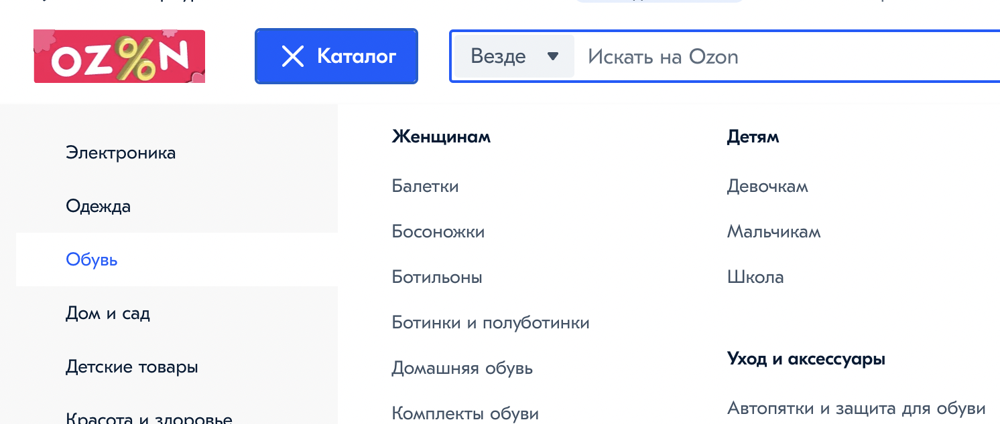 OZ%N
Каталог
Везде
Искать на Ozon
Электроника
Одежда
Обувь
Дом и сад
Детские товары
Красота и здоровье
Женщинам
Балетки
Босоножки
Ботильоны
Ботинки и полуботинки
Домашняя обувь
Комплекты обуви
Детям
Девочкам
Мальчикам
Школа
Уход и аксессуары
Автопятки и защита для обуви